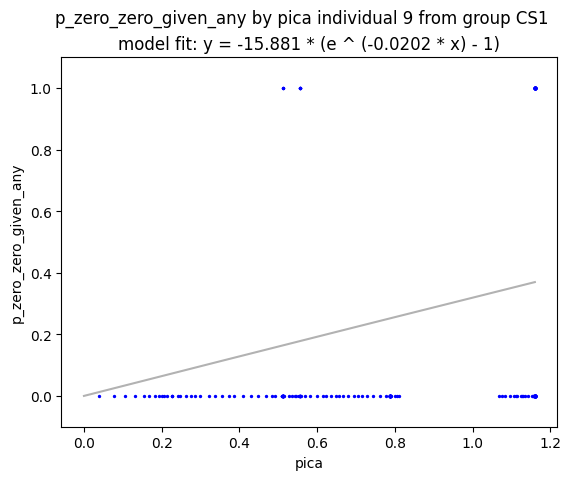 p_zero_zero_given_any by pica individual 9 from group CS1
model fit: y = -15.881 * (e ^ (-0.0202 * x) - 1)
1.0
0.8
0.6
0.4
0.2
0.0
p_zero_zero_given_any
0.0 0.2 0.4 0.6 0.8 1.0 1.2
pica